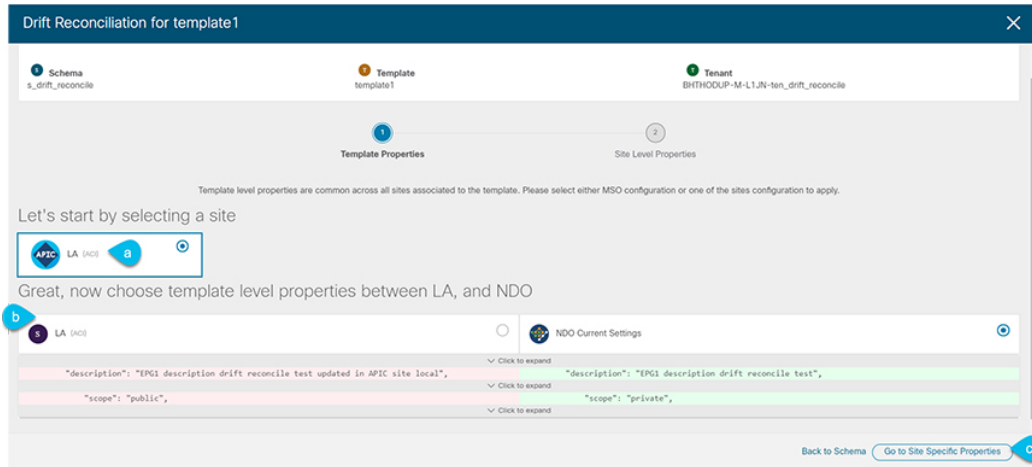 Drift Reconciliation for template1
S Schema
s_drift_reconcile
T Template
template1
T Tenant
BHTHODUP-M-L1JN-ten_drift_reconcile
1
2
Template Properties
Site Level Properties
Template level properties are common across all sites associated to the template. Please select either MSO configuration or one of the sites configuration to apply.
Let's start by selecting a site
APIC LA (ACI) a
Great, now choose template level properties between LA, and NDO
b
S LA (ACI)
NDO Current Settings
Click to expand
"description": "EPG1 description drift reconcile test updated in APIC site local",
"description": "EPG1 description drift reconcile test",
Click to expand
"scope": "public",
"scope": "private",
Click to expand
Back to Schema Go to Site Specific Properties